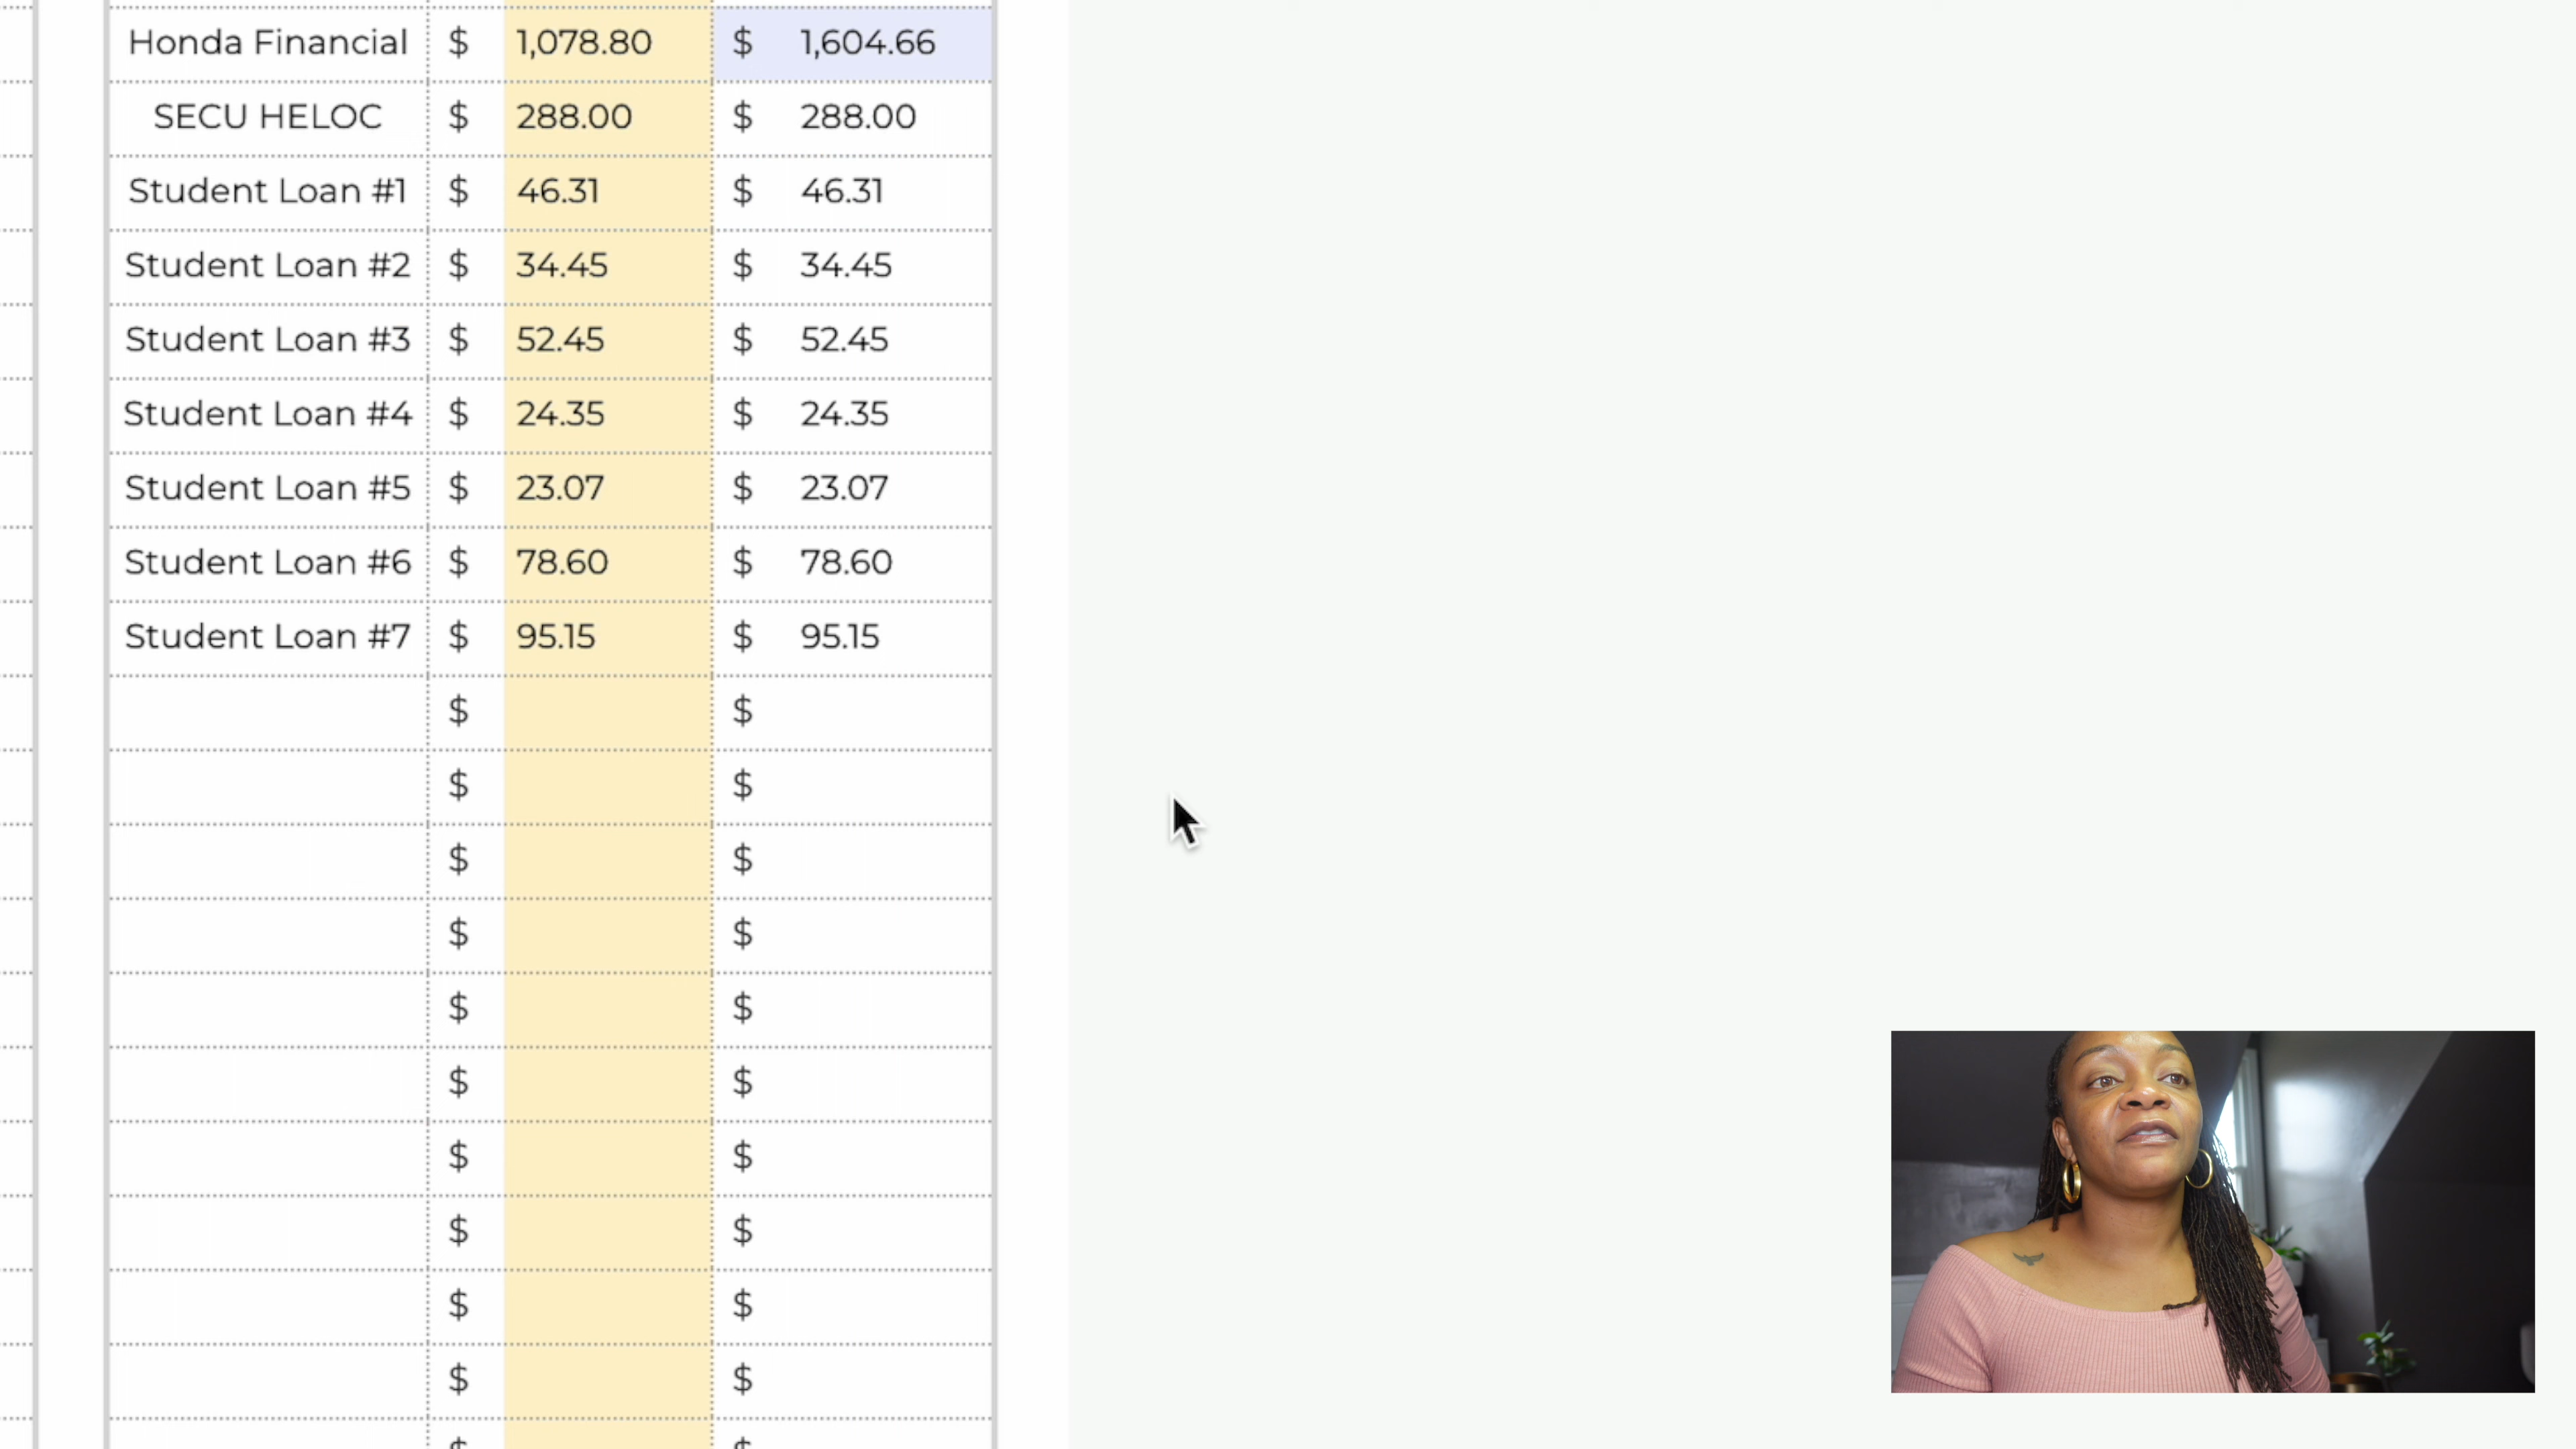 Honda Financial $ 1,078.80 $ 1,604.66
SECU HELOC $ 288.00 $ 288.00
Student Loan #1 $ 46.31 $ 46.31
Student Loan #2 $ 34.45 $ 34.45
Student Loan #3 $ 52.45 $ 52.45
Student Loan #4 $ 24.35 $ 24.35
Student Loan #5 $ 23.07 $ 23.07
Student Loan #6 $ 78.60 $ 78.60
Student Loan #7 $ 95.15 $ 95.15
$ $
$ $
$ $
$ $
$ $
$ $
$ $
$ $
$ $
$ $
$ $